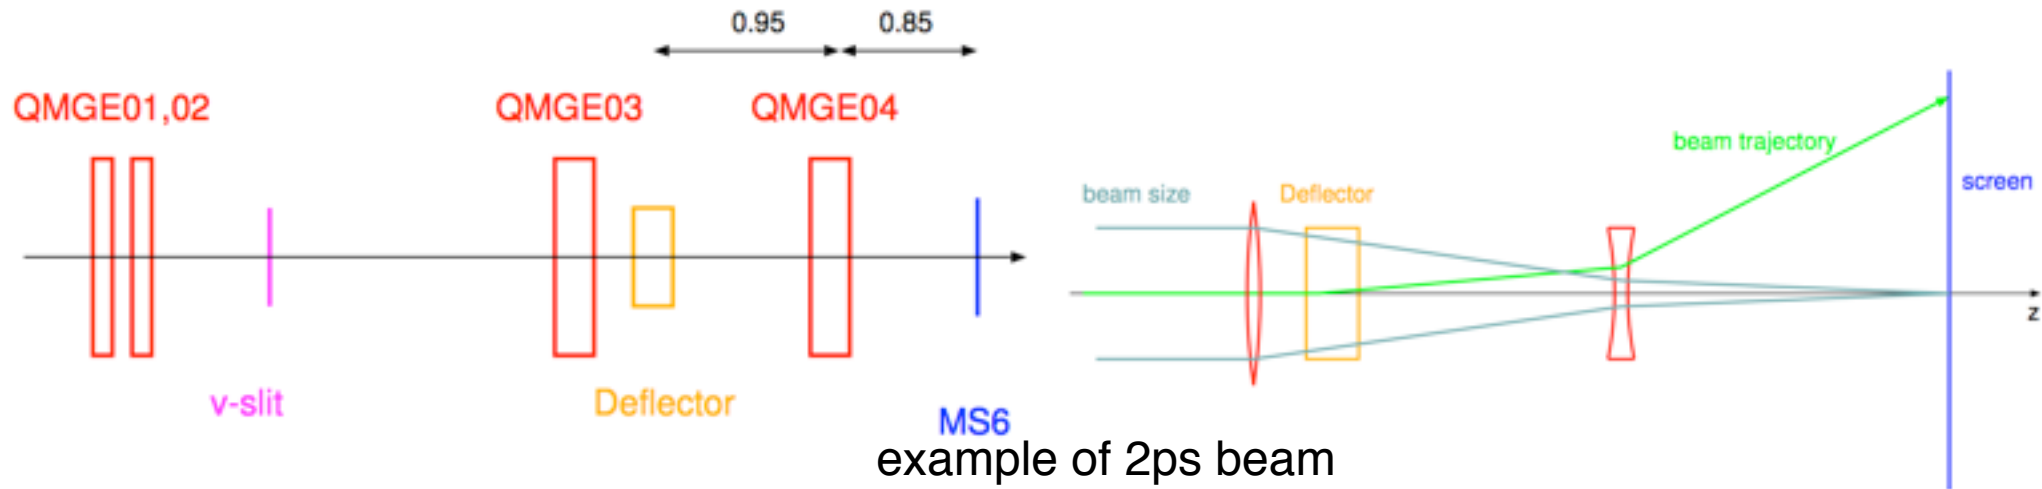 0.95
0.85
QMGE01,02
QMGE03
QMGE04
v-slit
Deflector
MS6
beam size
Deflector
beam trajectory
screen
z
example of 2ps beam